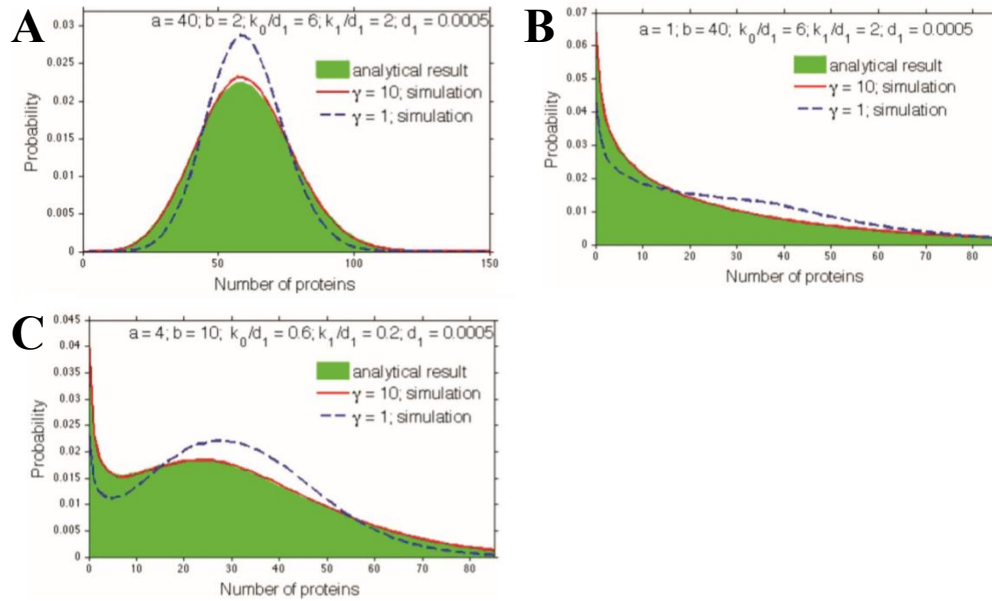 A
a = 40; b = 2; k₀/d₁ = 6; k₁/d₁ = 2; d₁ = 0.0005
analytical result
γ = 10; simulation
γ = 1; simulation
Probability
0.03
0.025
0.02
0.015
0.01
0.005
0
0 50 100 150
Number of proteins
B
a = 1; b = 40; k₀/d₁ = 6; k₁/d₁ = 2; d₁ = 0.0005
analytical result
γ = 10; simulation
γ = 1; simulation
Probability
0.07
0.06
0.05
0.04
0.03
0.02
0.01
0
0 10 20 30 40 50 60 70 80
Number of proteins
C
a = 4; b = 10; k₀/d₁ = 0.6; k₁/d₁ = 0.2; d₁ = 0.0005
analytical result
γ = 10; simulation
γ = 1; simulation
Probability
0.045
0.04
0.035
0.03
0.025
0.02
0.015
0.01
0.005
0
0 10 20 30 40 50 60 70 80
Number of proteins